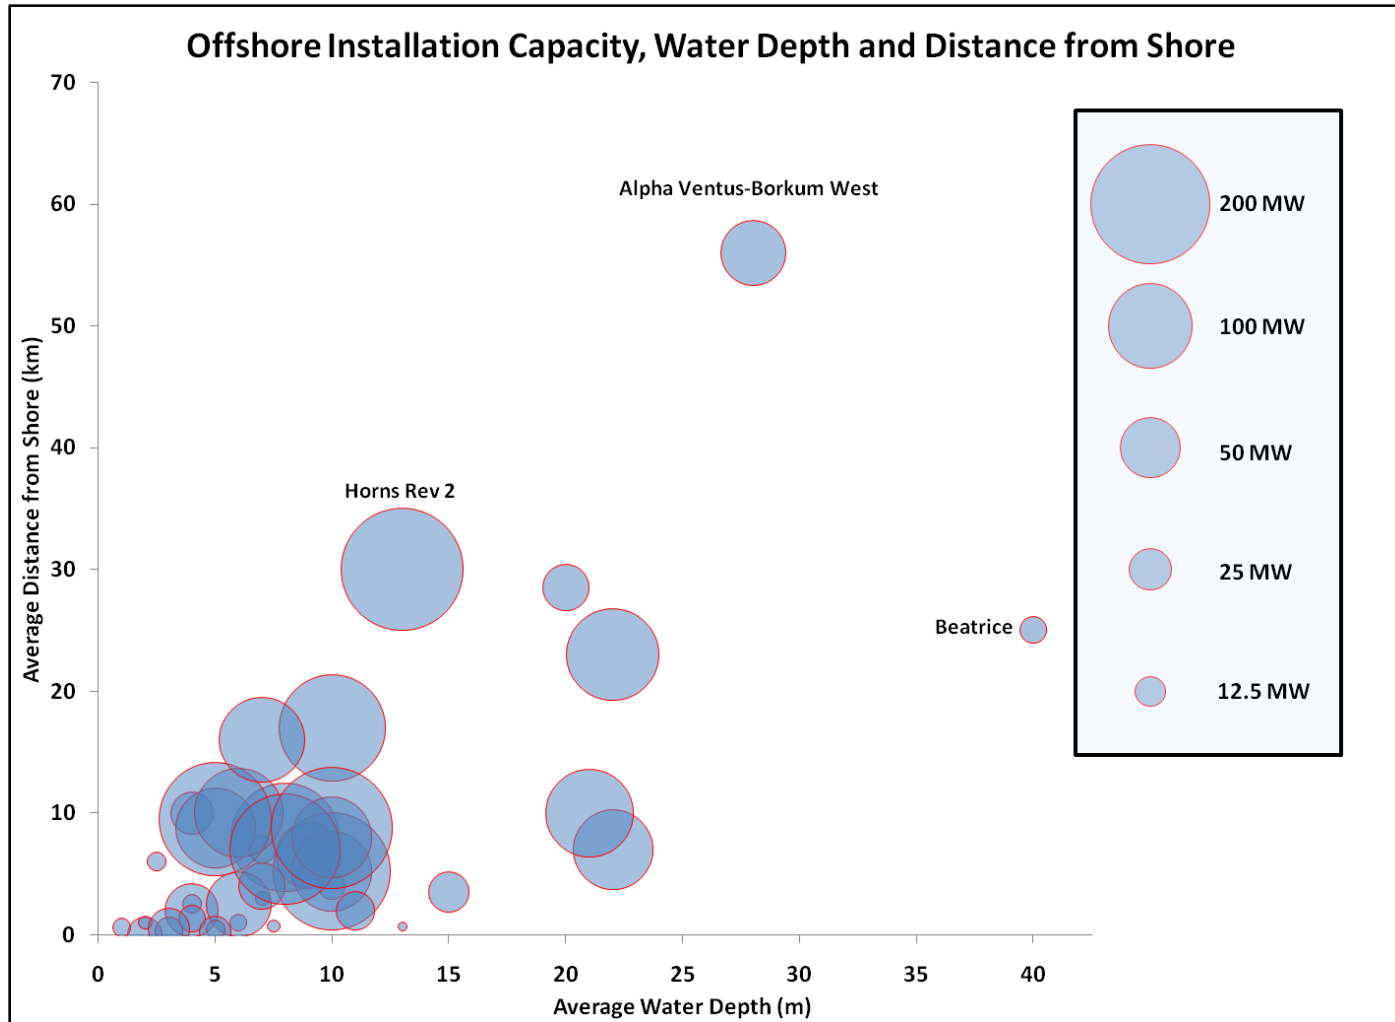 Offshore Installation Capacity, Water Depth and Distance from Shore
70
60
50
40
30
20
10
0
Average Distance from Shore (km)
Alpha Ventus-Borkum West
Horns Rev 2
Beatrice
200 MW
100 MW
50 MW
25 MW
12.5 MW
0 5 10 15 20 25 30 35 40
Average Water Depth (m)